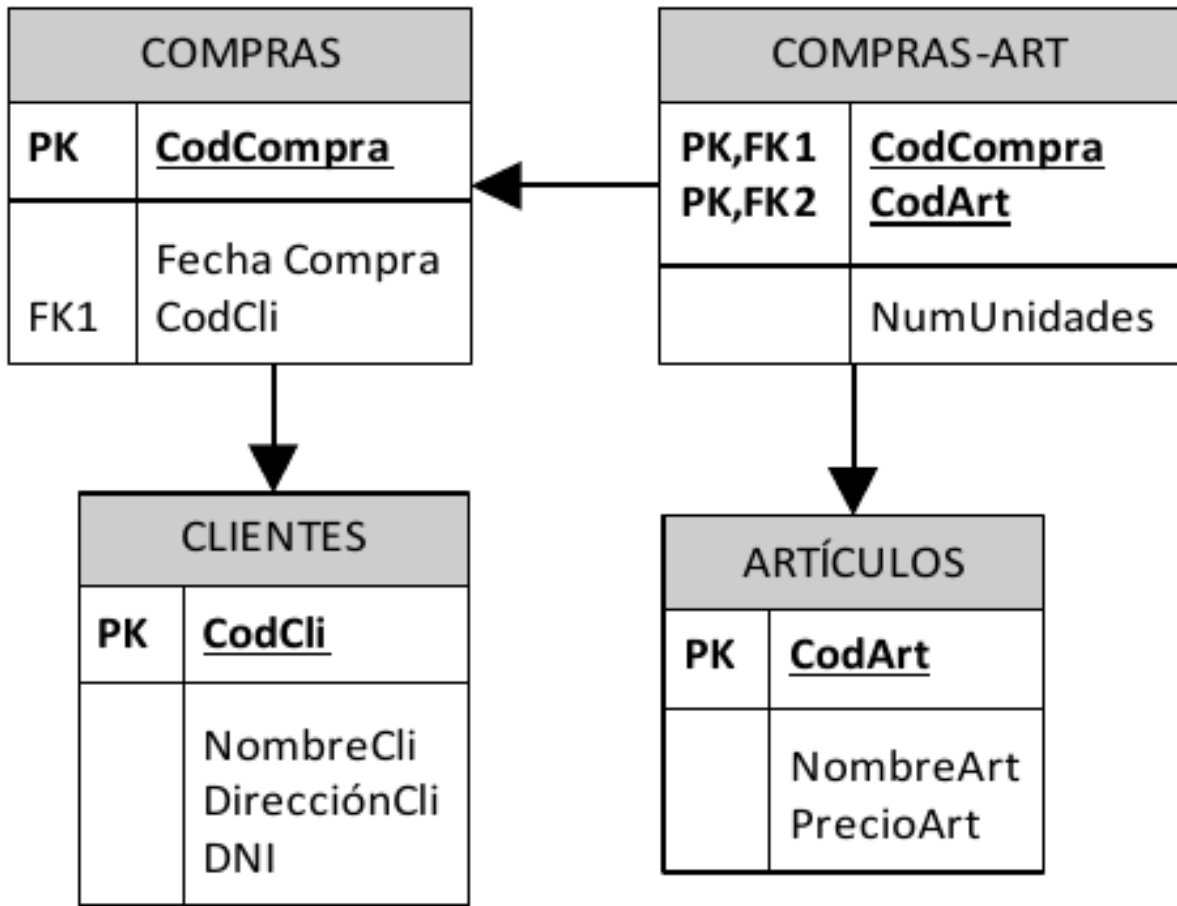 COMPRAS
PK CodCompra
Fecha Compra
FK1 CodCli
COMPRAS-ART
PK,FK1 CodCompra
PK,FK2 CodArt
NumUnidades
CLIENTES
PK CodCli
NombreCli
DirecciónCli
DNI
ARTÍCULOS
PK CodArt
NombreArt
PrecioArt